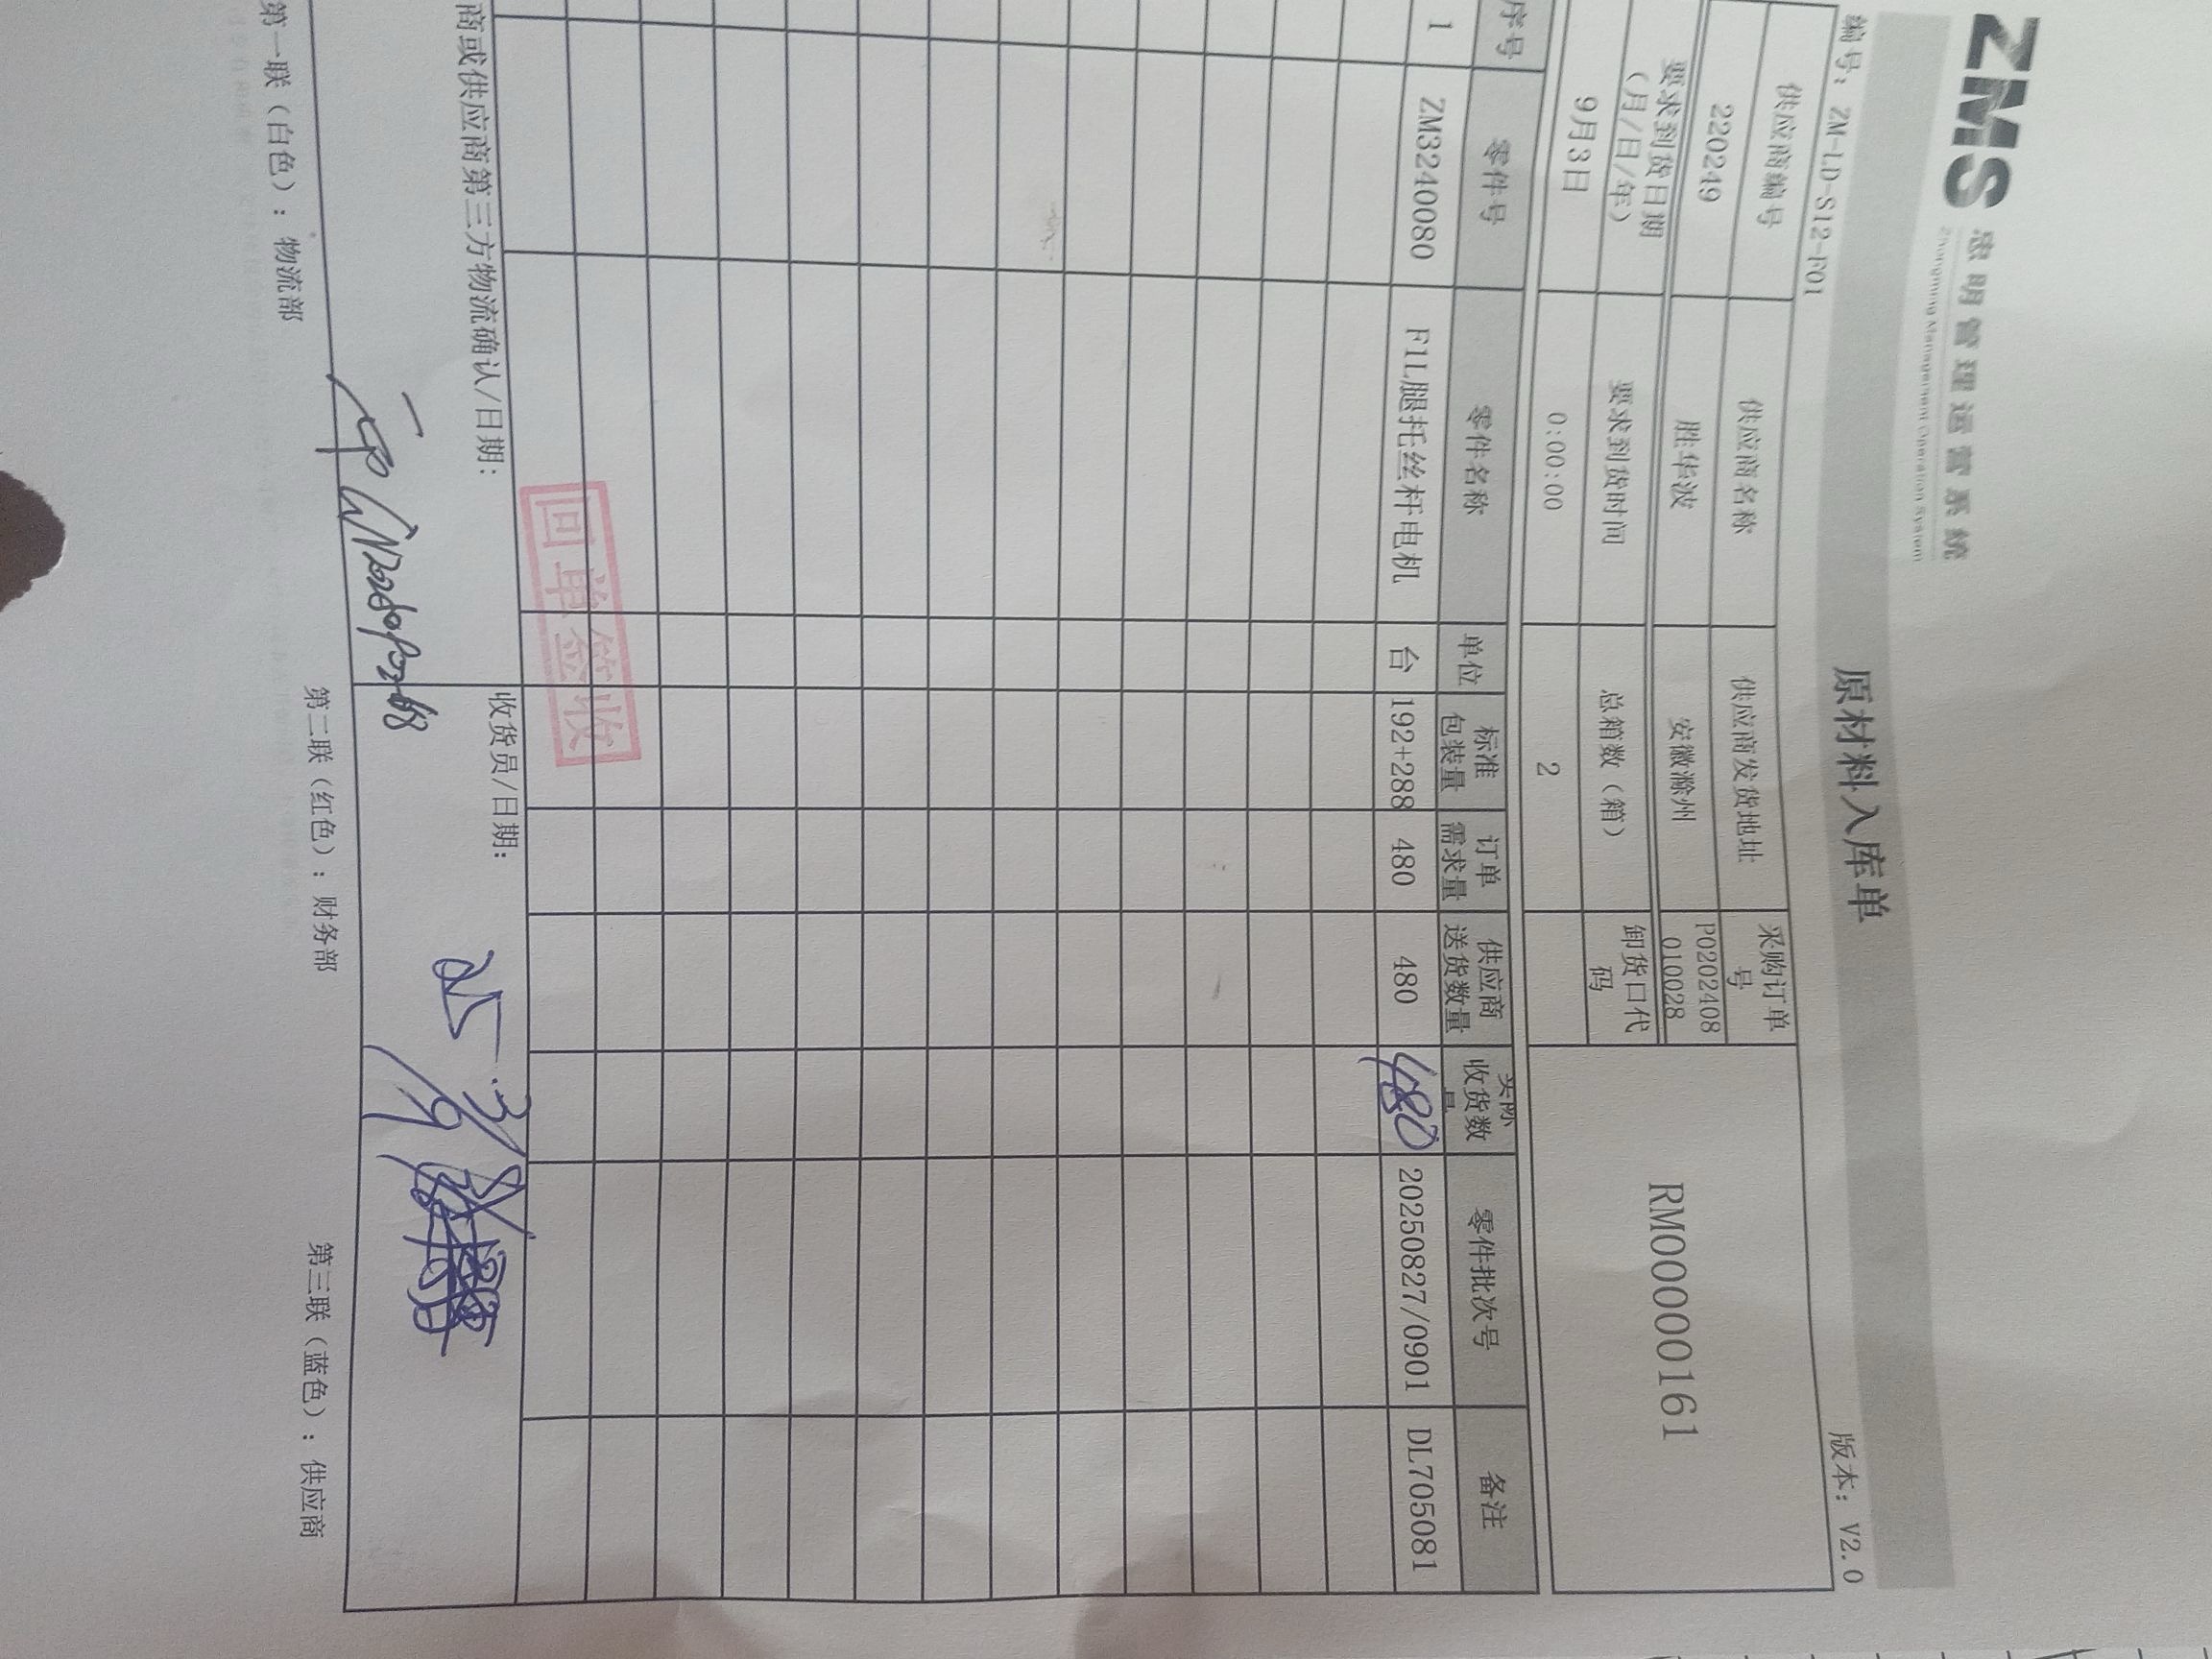 ZMS 忠明管理运营系统
Zhongming Management Operation System
原材料入库单
编号：ZM-LD-S12-F01 版本：V2.0
供应商编号 供应商名称 供应商发货地址 采购订单号 RM000000161
220249 胜华波 安徽滁州 PO202408010028
要求到货日期（月/日/年） 要求到货时间 总箱数（箱） 卸货口代码
9月3日 0:00:00 2
序号 零件号 零件名称 单位 标准包装量 订单需求量 供应商送货数量 实际收货数量 零件批次号 备注
1 ZM3240080 F1L腿托丝杆电机 台 192+288 480 480 480 20250827/0901 DL705081
回单签收
商或供应商第三方物流确认/日期： 收货员/日期：
第一联（白色）：物流部 第二联（红色）：财务部 第三联（蓝色）：供应商